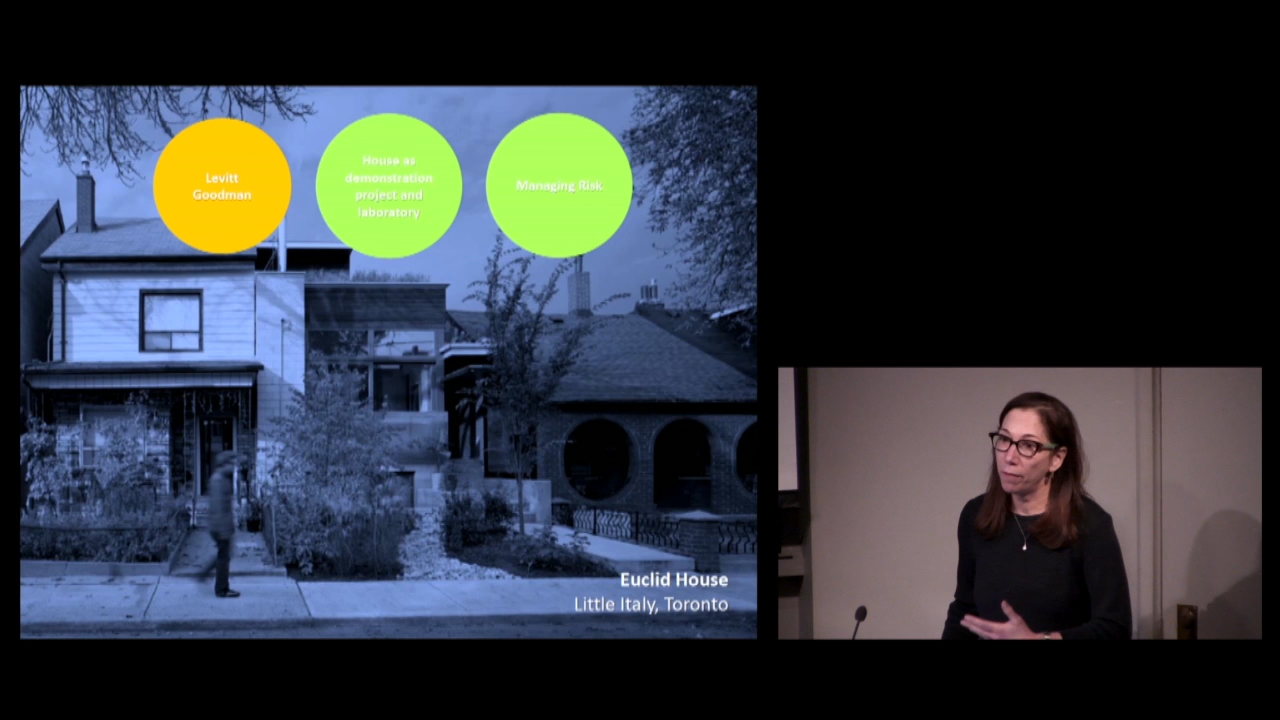 Levitt
Goodman
House as
demonstration
project and
laboratory
Managing Risk
Euclid House
Little Italy, Toronto